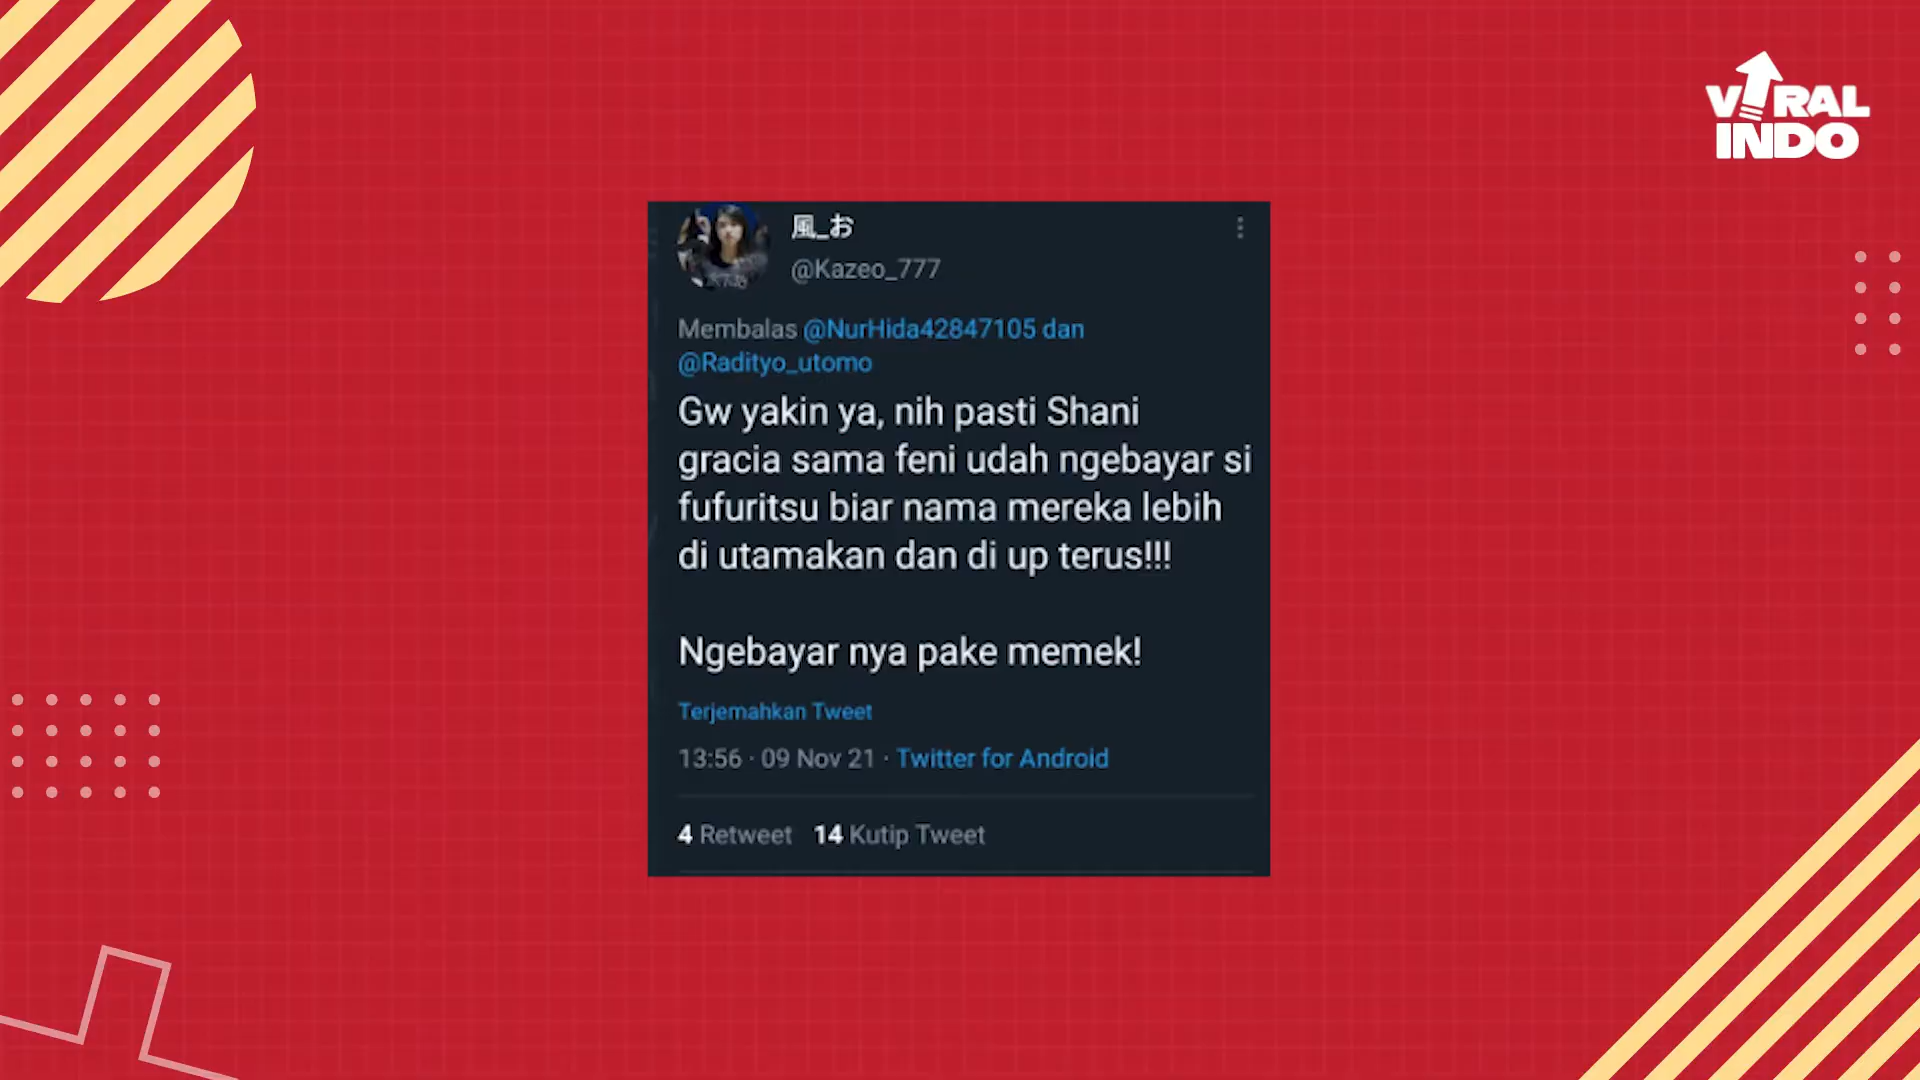 VIRAL
INDO
風_お
@Kazeo_777
Membalas @NurHida42847105 dan
@Radityo_utomo
Gw yakin ya, nih pasti Shani
gracia sama feni udah ngebayar si
fufuritsu biar nama mereka lebih
di utamakan dan di up terus!!!
Ngebayar nya pake memek!
Terjemahkan Tweet
13:56 · 09 Nov 21 · Twitter for Android
4 Retweet 14 Kutip Tweet